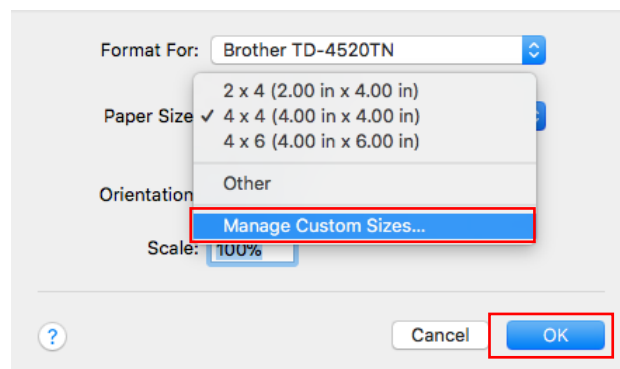 Format For: Brother TD-4520TN
2 x 4 (2.00 in x 4.00 in)
Paper Size ✓ 4 x 4 (4.00 in x 4.00 in)
4 x 6 (4.00 in x 6.00 in)
Orientation Other
Manage Custom Sizes...
Scale: 100%
? Cancel OK